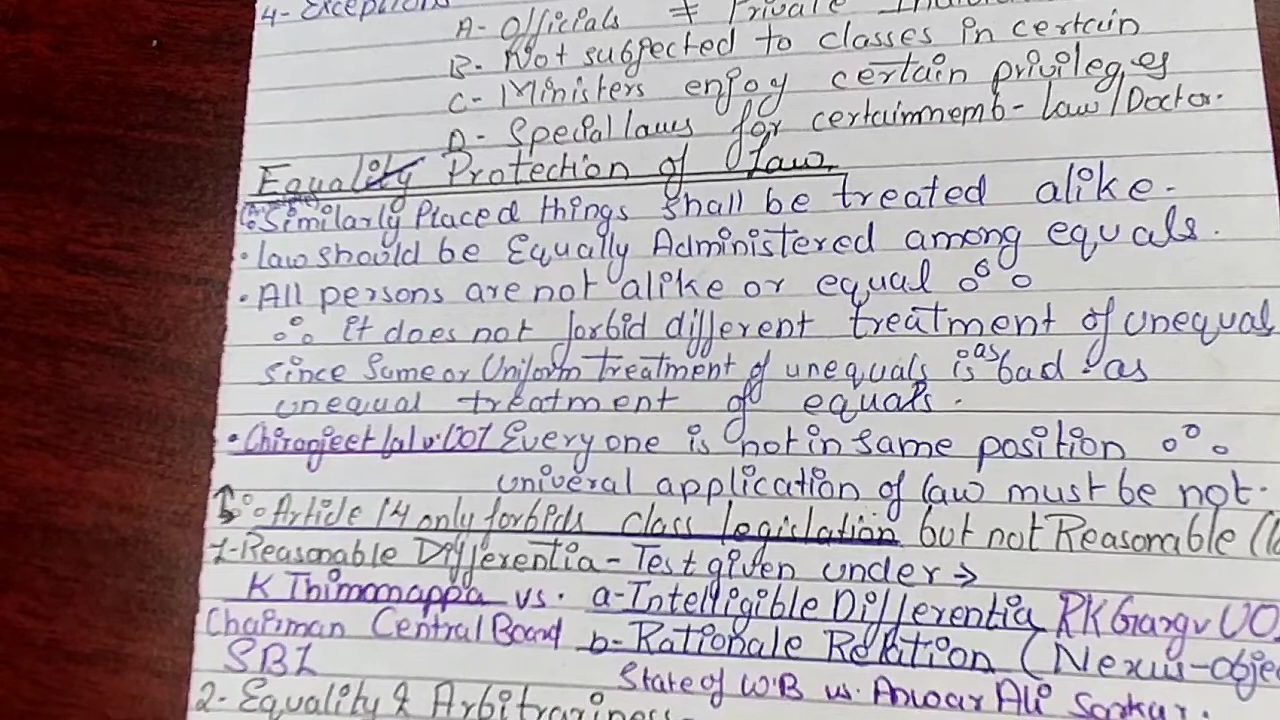 4- Exceptions
A- Officials ≠ Private
B- Not subjected to classes in certain
C- Ministers enjoy certain privileges
D- Special laws for certainmemb- law/Doctor.
Equality Protection of law
Similarly Placed things shall be treated alike.
• law should be Equally Administered among equals.
• All persons are not alike or equal ∵
∴ it does not forbid different treatment of unequal
since same or Uniform treatment of unequals is as bad as
unequal treatment of equals.
• Chiranjeet lal v. UOI Everyone is not in same position ∴
univeral application of law must be not.
∴ Article 14 only forbids class legislation but not Reasonable
1- Reasonable Differentia - Test given under →
K Thimmappa vs. a- Intelligible Differentia RK Garg v UO
Chairman Central Board b- Rationale Relation (Nexus-obje
SBI State of W.B vs. Anwar Ali Sarkar.
2- Equality & Arbitrariness